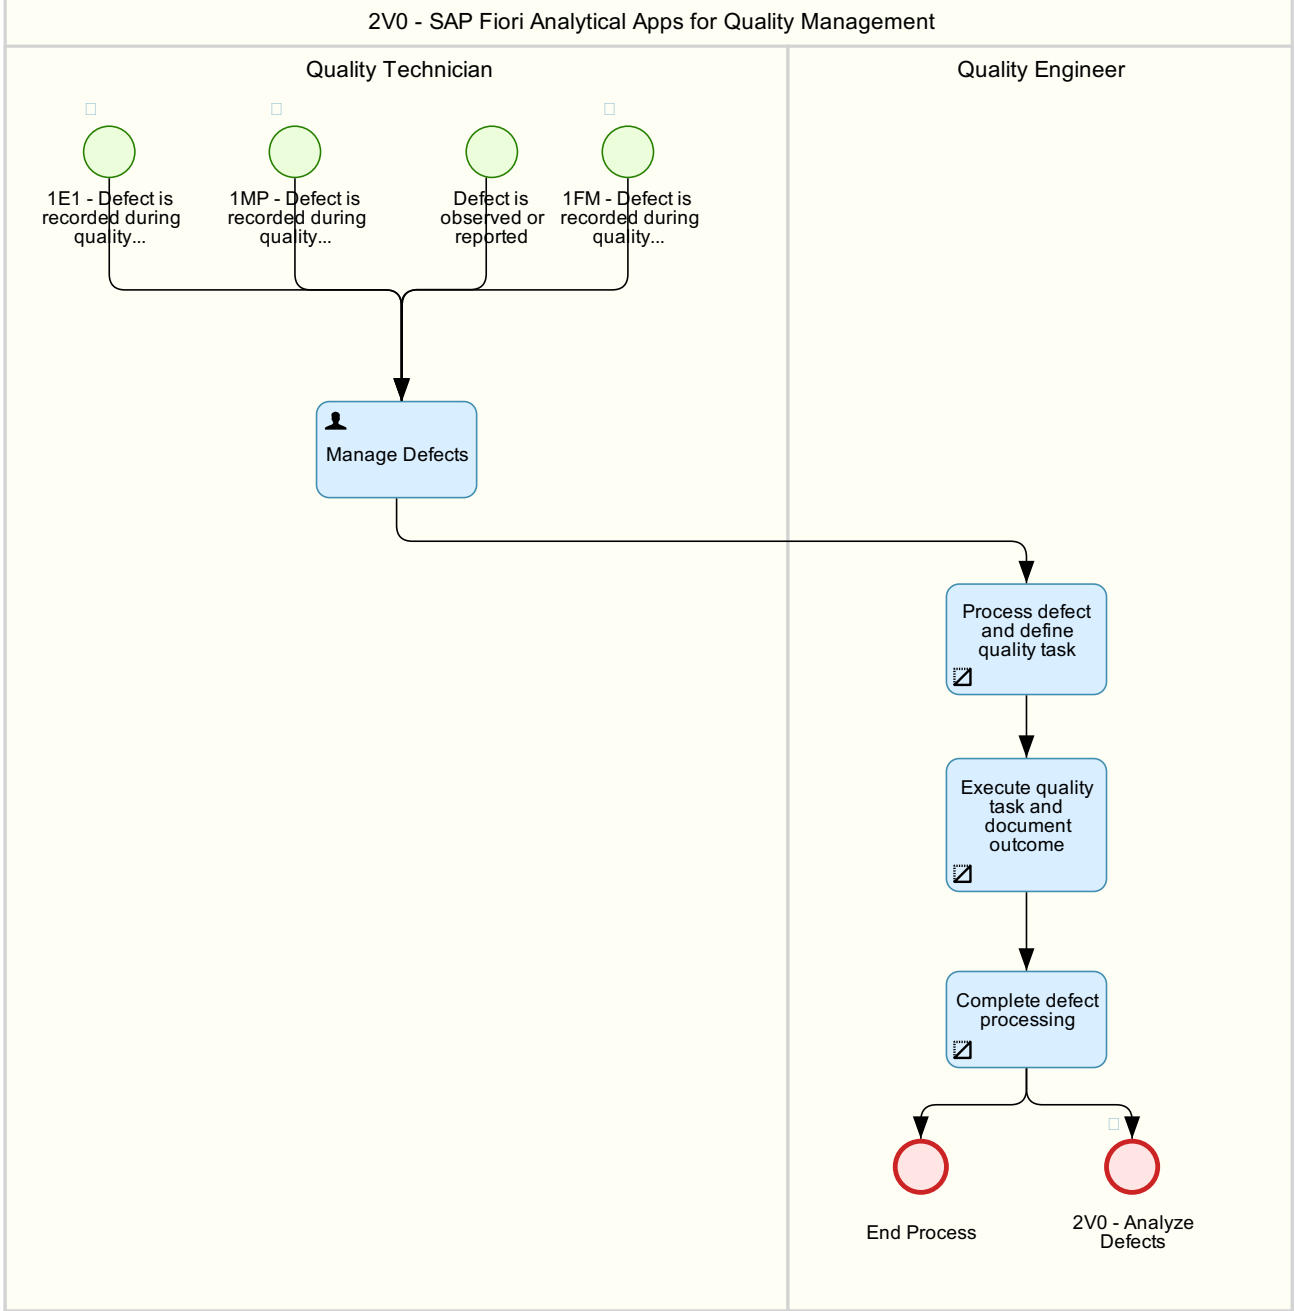 2V0 - SAP Fiori Analytical Apps for Quality Management
Quality Technician
Quality Engineer
1E1 - Defect is
recorded during
quality...
1MP - Defect is
recorded during
quality...
Defect is
observed or
reported
1FM - Defect is
recorded during
quality...
Manage Defects
Process defect
and define
quality task
Execute quality
task and
document
outcome
Complete defect
processing
End Process
2V0 - Analyze
Defects